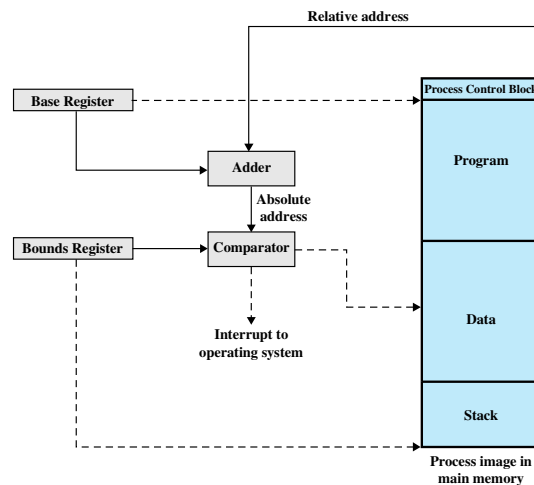 Relative address
Process Control Block
Base Register
Program
Adder
Absolute
address
Bounds Register
Comparator
Data
Interrupt to
operating system
Stack
Process image in
main memory